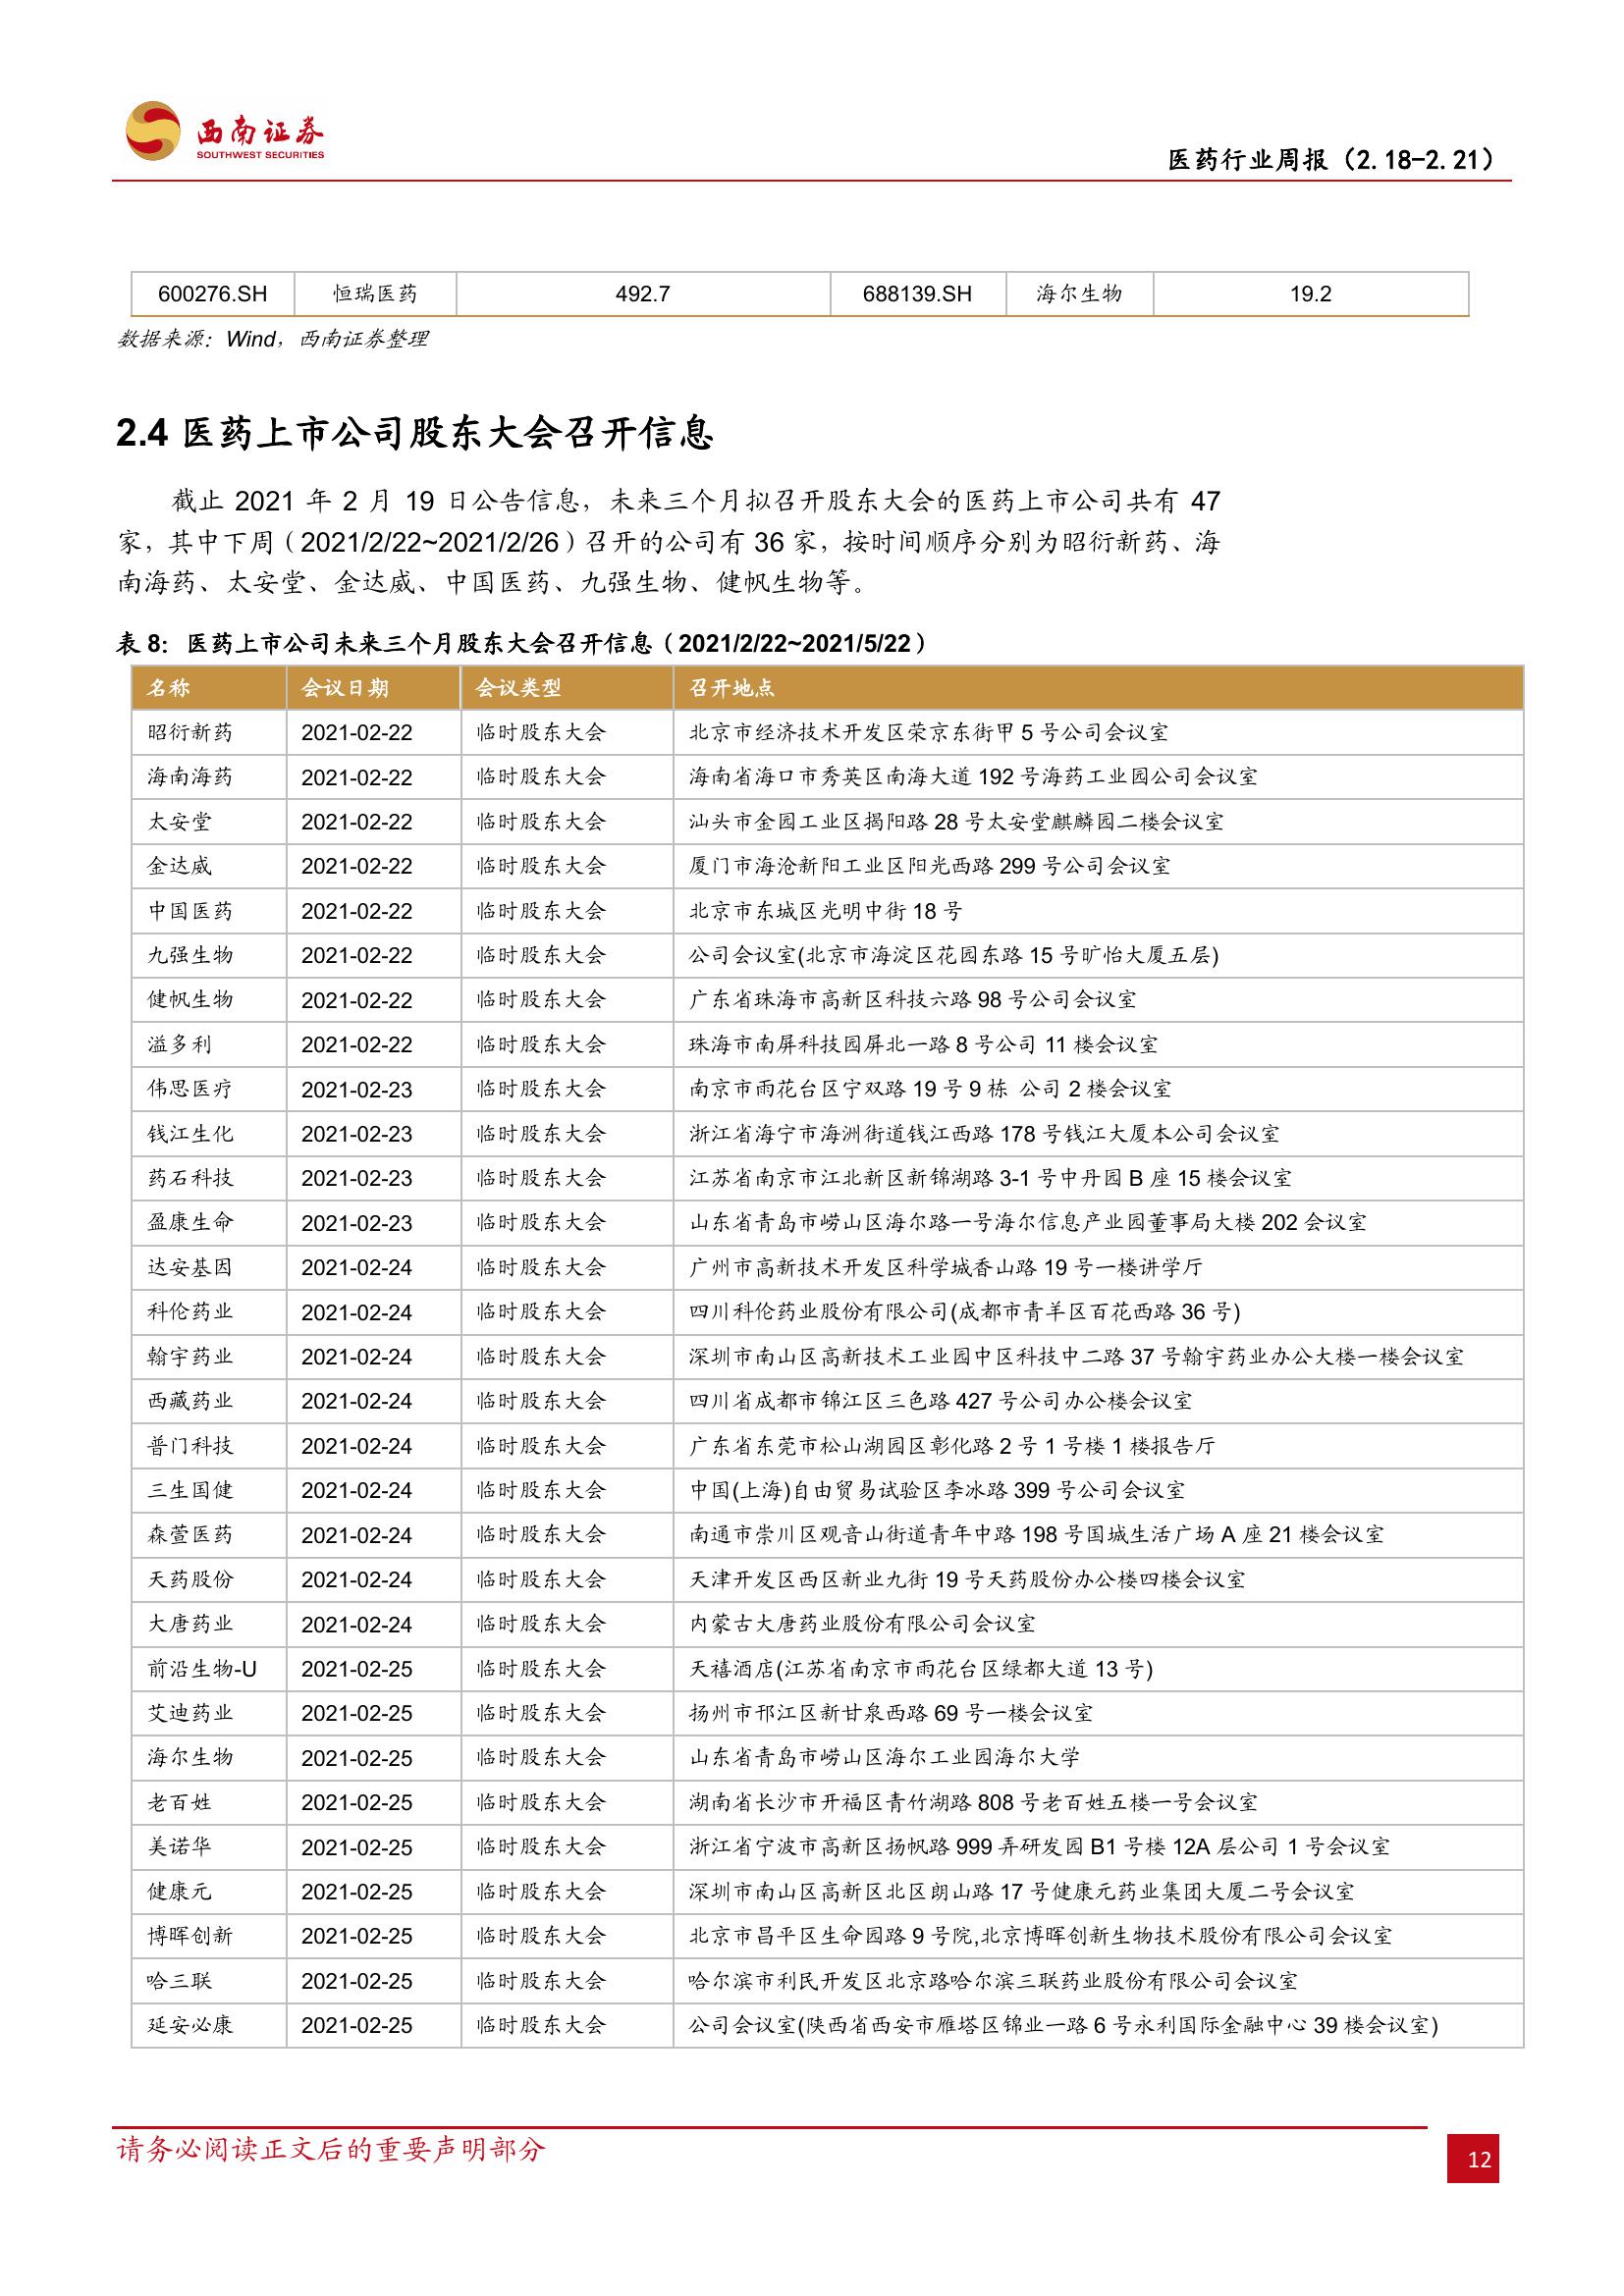 西南证券
SOUTHWEST SECURITIES
医药行业周报（2.18-2.21）
600276.SH 恒瑞医药 492.7 688139.SH 海尔生物 19.2
数据来源：Wind，西南证券整理
2.4 医药上市公司股东大会召开信息
截止 2021 年 2 月 19 日公告信息，未来三个月拟召开股东大会的医药上市公司共有 47
家，其中下周（2021/2/22~2021/2/26）召开的公司有 36 家，按时间顺序分别为昭衍新药、海
南海药、太安堂、金达威、中国医药、九强生物、健帆生物等。
表 8：医药上市公司未来三个月股东大会召开信息（2021/2/22~2021/5/22）
名称 会议日期 会议类型 召开地点
昭衍新药 2021-02-22 临时股东大会 北京市经济技术开发区荣京东街甲 5 号公司会议室
海南海药 2021-02-22 临时股东大会 海南省海口市秀英区南海大道 192 号海药工业园公司会议室
太安堂 2021-02-22 临时股东大会 汕头市金园工业区揭阳路 28 号太安堂麒麟园二楼会议室
金达威 2021-02-22 临时股东大会 厦门市海沧新阳工业区阳光西路 299 号公司会议室
中国医药 2021-02-22 临时股东大会 北京市东城区光明中街 18 号
九强生物 2021-02-22 临时股东大会 公司会议室(北京市海淀区花园东路 15 号旷怡大厦五层)
健帆生物 2021-02-22 临时股东大会 广东省珠海市高新区科技六路 98 号公司会议室
溢多利 2021-02-22 临时股东大会 珠海市南屏科技园屏北一路 8 号公司 11 楼会议室
伟思医疗 2021-02-23 临时股东大会 南京市雨花台区宁双路 19 号 9 栋 公司 2 楼会议室
钱江生化 2021-02-23 临时股东大会 浙江省海宁市海洲街道钱江西路 178 号钱江大厦本公司会议室
药石科技 2021-02-23 临时股东大会 江苏省南京市江北新区新锦湖路 3-1 号中丹园 B 座 15 楼会议室
盈康生命 2021-02-23 临时股东大会 山东省青岛市崂山区海尔路一号海尔信息产业园董事局大楼 202 会议室
达安基因 2021-02-24 临时股东大会 广州市高新技术开发区科学城香山路 19 号一楼讲学厅
科伦药业 2021-02-24 临时股东大会 四川科伦药业股份有限公司(成都市青羊区百花西路 36 号)
翰宇药业 2021-02-24 临时股东大会 深圳市南山区高新技术工业园中区科技中二路 37 号翰宇药业办公大楼一楼会议室
西藏药业 2021-02-24 临时股东大会 四川省成都市锦江区三色路 427 号公司办公楼会议室
普门科技 2021-02-24 临时股东大会 广东省东莞市松山湖园区彰化路 2 号 1 号楼 1 楼报告厅
三生国健 2021-02-24 临时股东大会 中国(上海)自由贸易试验区李冰路 399 号公司会议室
森萱医药 2021-02-24 临时股东大会 南通市崇川区观音山街道青年中路 198 号国城生活广场 A 座 21 楼会议室
天药股份 2021-02-24 临时股东大会 天津开发区西区新业九街 19 号天药股份办公楼四楼会议室
大唐药业 2021-02-24 临时股东大会 内蒙古大唐药业股份有限公司会议室
前沿生物-U 2021-02-25 临时股东大会 天禧酒店(江苏省南京市雨花台区绿都大道 13 号)
艾迪药业 2021-02-25 临时股东大会 扬州市邗江区新甘泉西路 69 号一楼会议室
海尔生物 2021-02-25 临时股东大会 山东省青岛市崂山区海尔工业园海尔大学
老百姓 2021-02-25 临时股东大会 湖南省长沙市开福区青竹湖路 808 号老百姓五楼一号会议室
美诺华 2021-02-25 临时股东大会 浙江省宁波市高新区扬帆路 999 弄研发园 B1 号楼 12A 层公司 1 号会议室
健康元 2021-02-25 临时股东大会 深圳市南山区高新区北区朗山路 17 号健康元药业集团大厦二号会议室
博晖创新 2021-02-25 临时股东大会 北京市昌平区生命园路 9 号院,北京博晖创新生物技术股份有限公司会议室
哈三联 2021-02-25 临时股东大会 哈尔滨市利民开发区北京路哈尔滨三联药业股份有限公司会议室
延安必康 2021-02-25 临时股东大会 公司会议室(陕西省西安市雁塔区锦业一路 6 号永利国际金融中心 39 楼会议室)
请务必阅读正文后的重要声明部分
12